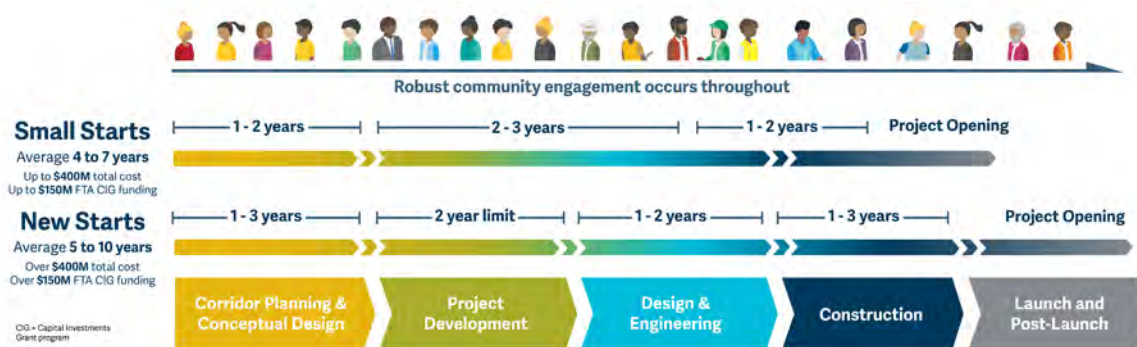 Robust community engagement occurs throughout
Small Starts
Average 4 to 7 years
Up to $400M total cost
Up to $150M FTA CIG funding
1 - 2 years
2 - 3 years
1 - 2 years
Project Opening
New Starts
Average 5 to 10 years
Over $400M total cost
Over $150M FTA CIG funding
1 - 3 years
2 year limit
1 - 2 years
1 - 3 years
Project Opening
Corridor Planning &
Conceptual Design
Project
Development
Design &
Engineering
Construction
Launch and
Post-Launch
CIG = Capital Investments
Grant program